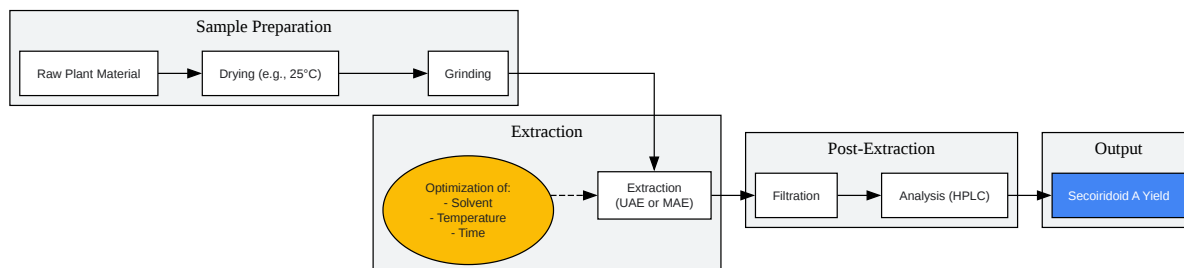 Sample Preparation
Raw Plant Material
Drying (e.g., 25°C)
Grinding
Extraction
Optimization of:
- Solvent
- Temperature
- Time
Extraction
(UAE or MAE)
Post-Extraction
Filtration
Analysis (HPLC)
Output
Secoiridoid A Yield